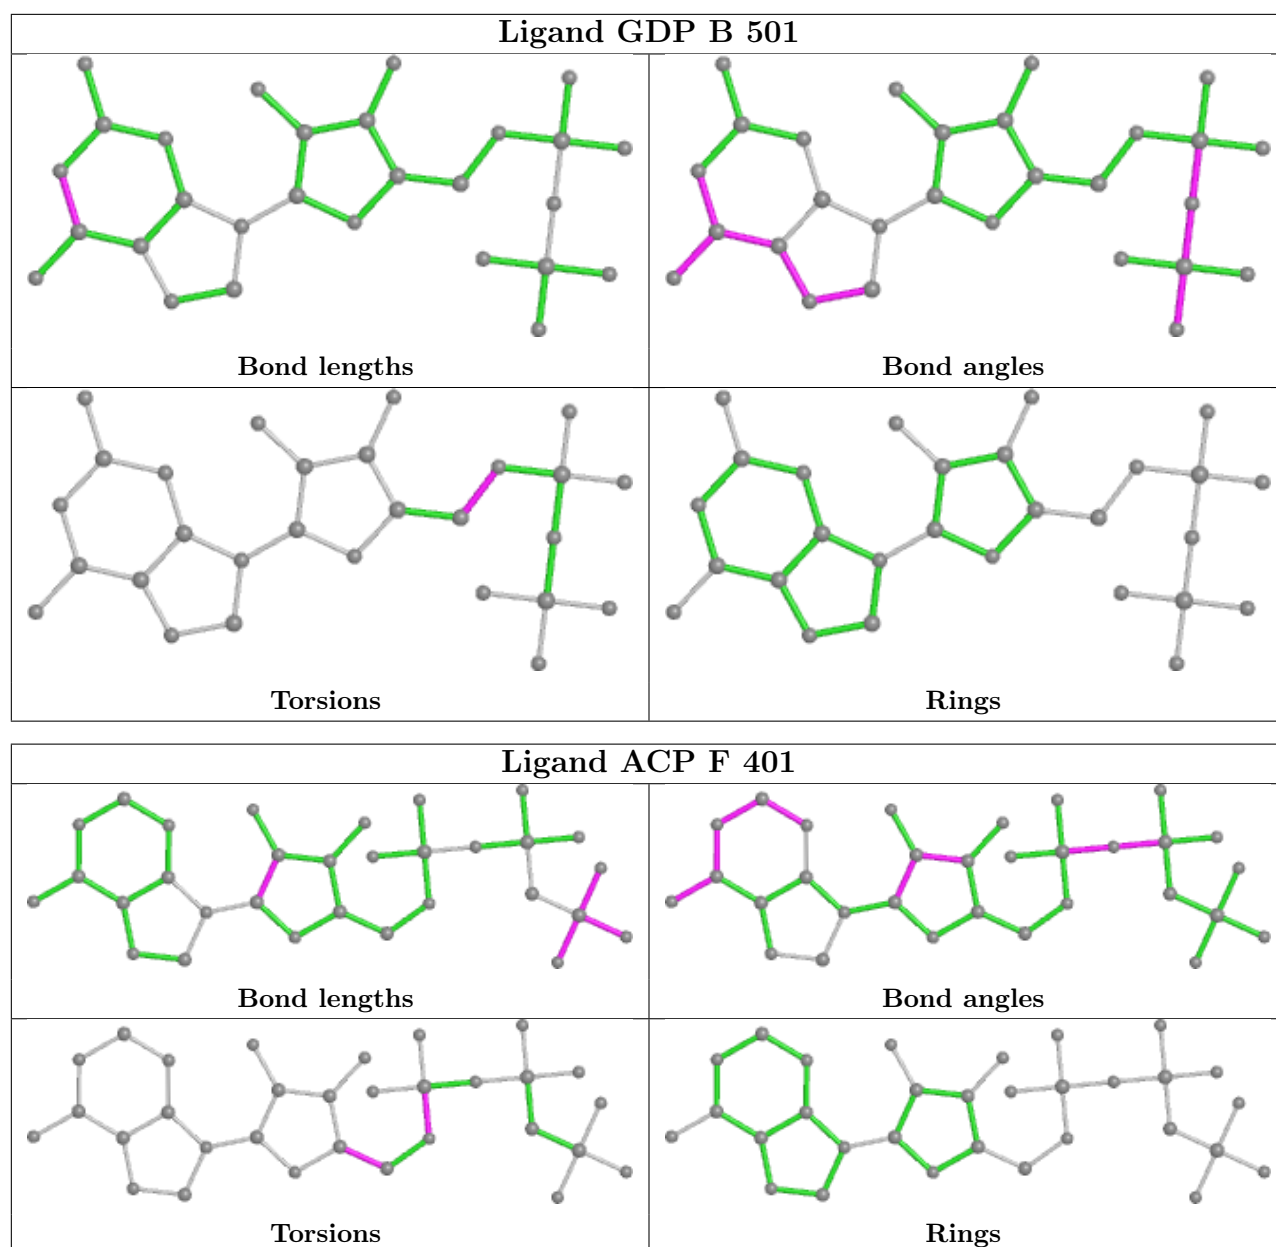 Ligand GDP B 501
Bond lengths
Bond angles
Torsions
Rings
Ligand ACP F 401
Bond lengths
Bond angles
Torsions
Rings